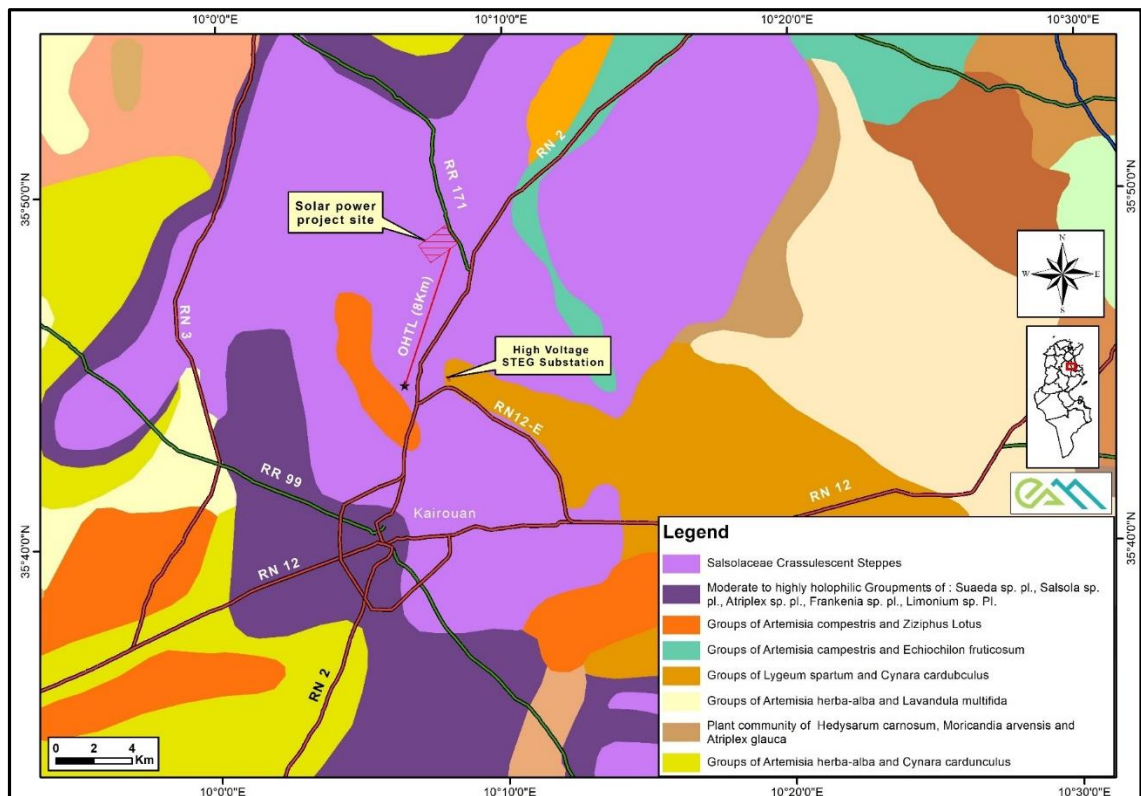 10°0'0"E
10°10'0"E
10°20'0"E
10°30'0"E
35°50'0"N
35°50'0"N
35°40'0"N
35°40'0"N
RN 2
RR 171
Solar power
project site
N
W
E
S
RN 3
OHTL (8Km)
High Voltage
STEG Substation
RN12-E
RR 99
RN 12
Kairouan
RN 12
RN 2
Legend
Salsolaceae Crassulescent Steppes
Moderate to highly holophilic Groupments of : Suaeda sp. pl., Salsola sp.
pl., Atriplex sp. pl., Frankenia sp. pl., Limonium sp. Pl.
Groups of Artemisia compestris and Ziziphus Lotus
Groups of Artemisia campestris and Echiochilon fruticosum
Groups of Lygeum spartum and Cynara cardubculus
Groups of Artemisia herba-alba and Lavandula multifida
Plant community of Hedysarum carnosum, Moricandia arvensis and
Atriplex glauca
Groups of Artemisia herba-alba and Cynara cardunculus
0 2 4
Km
10°0'0"E
10°10'0"E
10°20'0"E
10°30'0"E